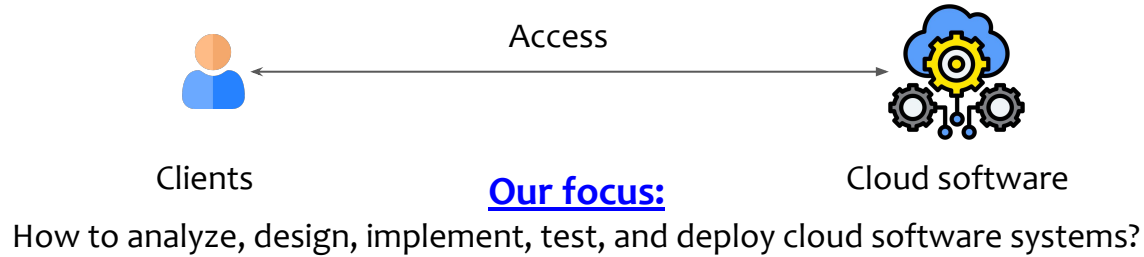 Access
Clients
Cloud software
Our focus:
How to analyze, design, implement, test, and deploy cloud software systems?